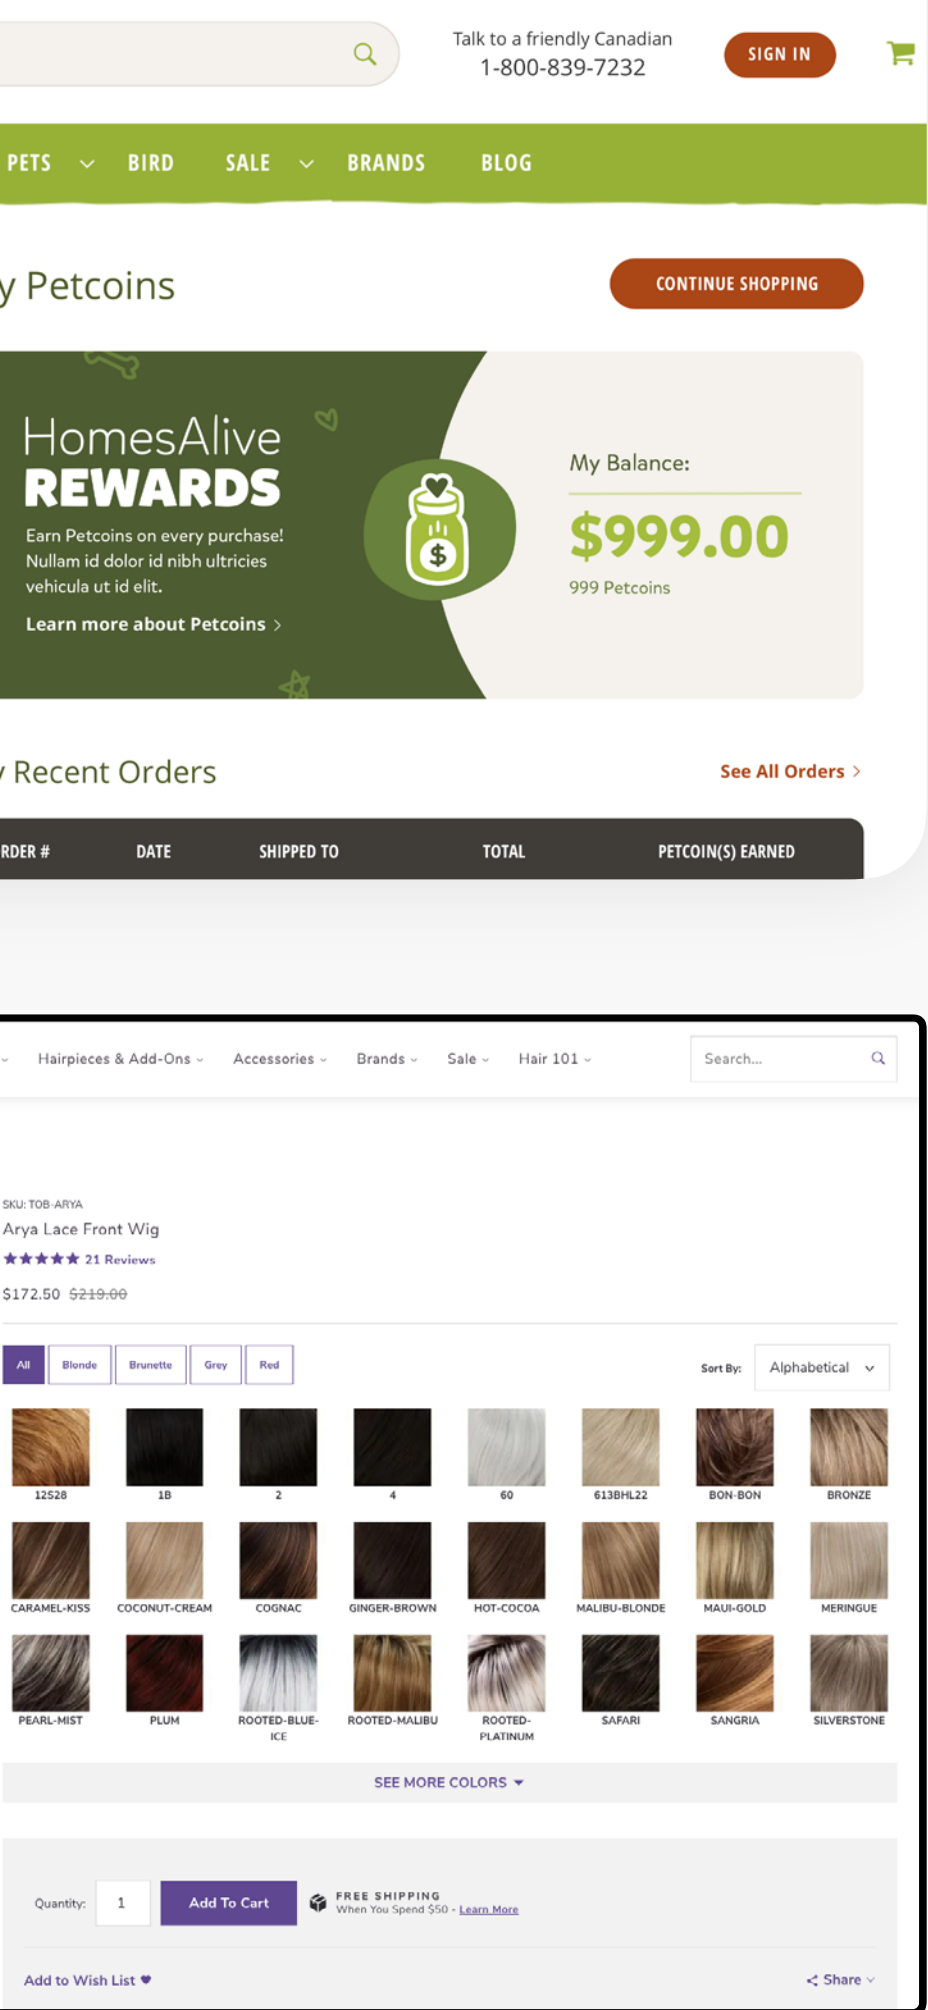 Talk to a friendly Canadian
1-800-839-7232
SIGN IN
PETS
BIRD
SALE
BRANDS
BLOG
y Petcoins
CONTINUE SHOPPING
HomesAlive
REWARDS
Earn Petcoins on every purchase!
Nullam id dolor id nibh ultricies
vehicula ut id elit.
Learn more about Petcoins >
$
My Balance:
$999.00
999 Petcoins
y Recent Orders
See All Orders >
RDER #
DATE
SHIPPED TO
TOTAL
PETCOIN(S) EARNED
Hairpieces & Add-Ons
Accessories
Brands
Sale
Hair 101
Search...
SKU: TOB-ARYA
Arya Lace Front Wig
★★★★★ 21 Reviews
$172.50 $219.00
All
Blonde
Brunette
Grey
Red
Sort By:
Alphabetical
12S28
1B
2
4
60
613BHL22
BON-BON
BRONZE
CARAMEL-KISS
COCONUT-CREAM
COGNAC
GINGER-BROWN
HOT-COCOA
MALIBU-BLONDE
MAUI-GOLD
MERINGUE
PEARL-MIST
PLUM
ROOTED-BLUE-
ICE
ROOTED-MALIBU
ROOTED-
PLATINUM
SAFARI
SANGRIA
SILVERSTONE
SEE MORE COLORS
Quantity:
1
Add To Cart
FREE SHIPPING
When You Spend $50 - Learn More
Add to Wish List
Share